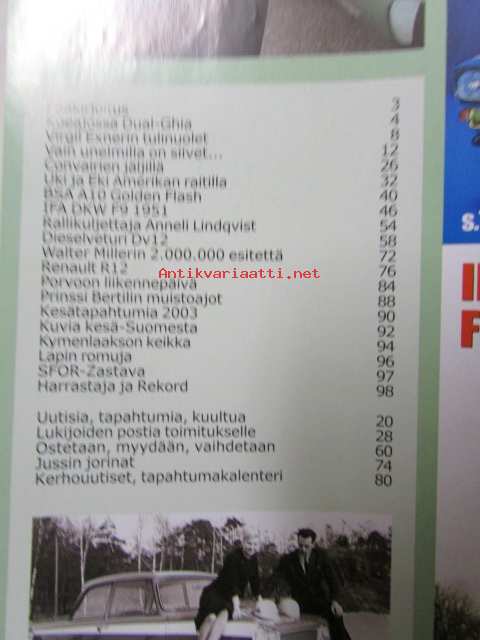 Pääkirjoitus 3
Kopealossa Dual-Ghia 4
Virgil Exnerin tulinuolet 8
Vain unelmilla on siivet... 12
Convairien jäljillä 26
Uki ja Eki Amerikan raitilla 32
BSA A10 Golden Flash 40
IFA DKW F9 1951 46
Rallikuljettaja Anneli Lindqvist 54
Dieselveturi Dv12 58
Walter Millerin 2.000.000 esitettä 72
Renault R12 76
Antikvariaatti.net
Porvoon liikennepäivä 84
Prinssi Bertilin muistoajot 88
Kesätapahtumia 2003 90
Kuvia kesä-Suomesta 92
Kymenlaakson keikka 94
Lapin romuja 96
SFOR-Zastava 97
Harrastaja ja Rekord 98
Uutisia, tapahtumia, kuultua 20
Lukijoiden postia toimitukselle 28
Ostetaan, myydään, vaihdetaan 60
Jussin jorinat 74
Kerhouutiset, tapahtumakalenteri 80